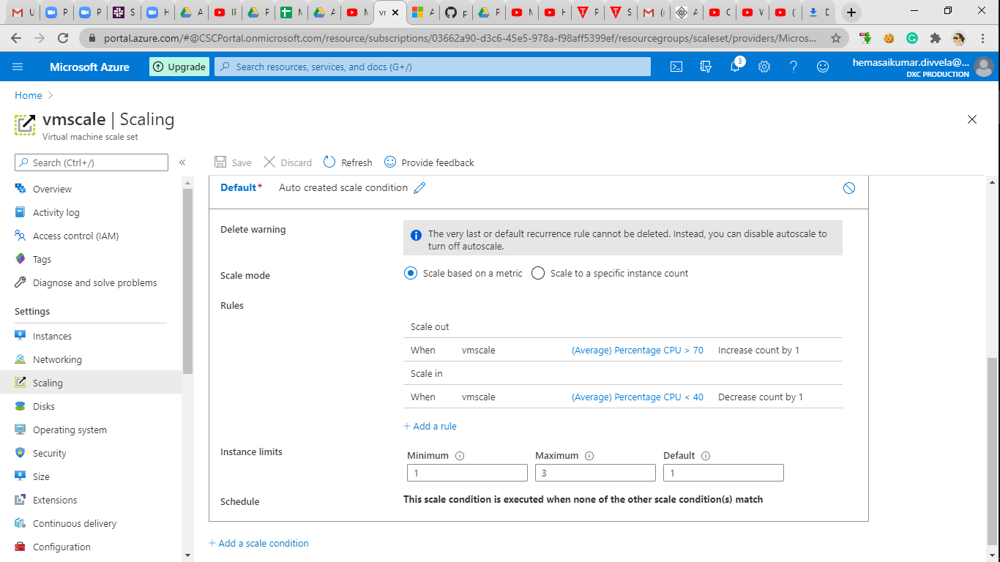 U
P
P
S
H
A
IF
P
N
A
N
vr
A
p
P
N
H
P
S
(
A
C
V
(
D
portal.azure.com/#@CSCPortal.onmicrosoft.com/resource/subscriptions/03662a90-d3c6-45e5-978a-f98aff5399ef/resourcegroups/scaleset/providers/Micros...
Microsoft Azure
Upgrade
Search resources, services, and docs (G+/)
3
hemasaikumar.divvela@...
DXC PRODUCTION
Home
vmscale | Scaling
Virtual machine scale set
Search (Ctrl+/)
«
Save
Discard
Refresh
Provide feedback
Overview
Activity log
Access control (IAM)
Tags
Diagnose and solve problems
Settings
Instances
Networking
Scaling
Disks
Operating system
Security
Size
Extensions
Continuous delivery
Configuration
Default* Auto created scale condition
Delete warning
The very last or default recurrence rule cannot be deleted. Instead, you can disable autoscale to
turn off autoscale.
Scale mode
Scale based on a metric
Scale to a specific instance count
Rules
Scale out
When vmscale (Average) Percentage CPU > 70 Increase count by 1
Scale in
When vmscale (Average) Percentage CPU < 40 Decrease count by 1
+ Add a rule
Instance limits
Minimum Maximum Default
1 3 1
Schedule
This scale condition is executed when none of the other scale condition(s) match
+ Add a scale condition